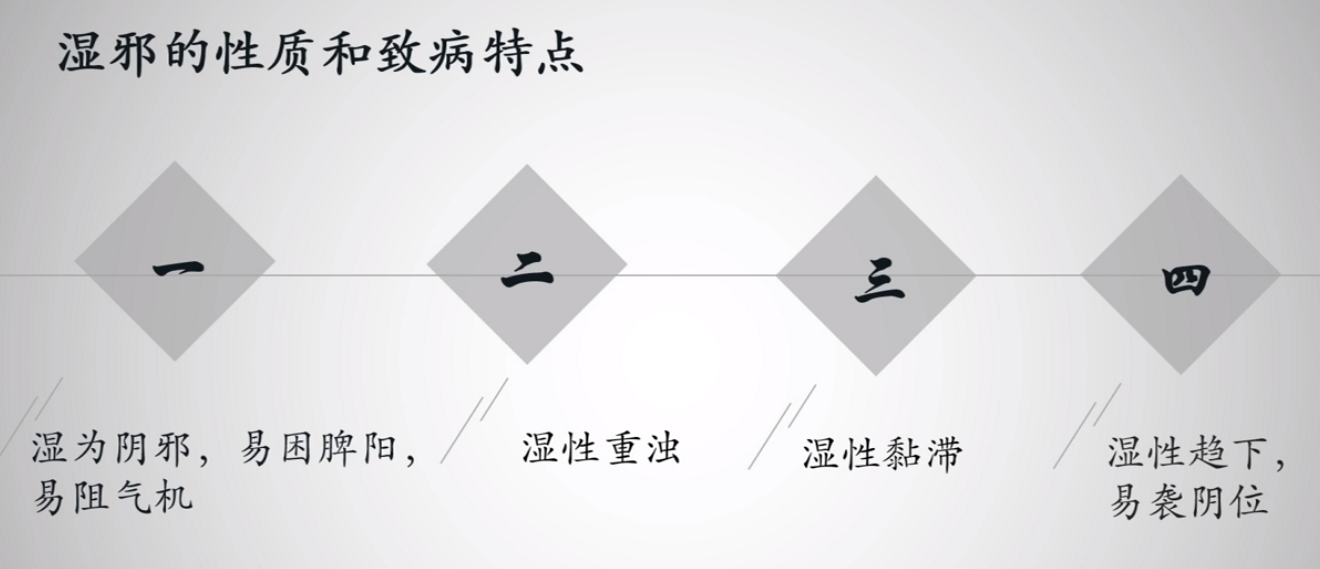 湿邪的性质和致病特点
一
二
三
四
湿为阴邪，易困脾阳，
易阻气机
湿性重浊
湿性黏滞
湿性趋下，
易袭阴位